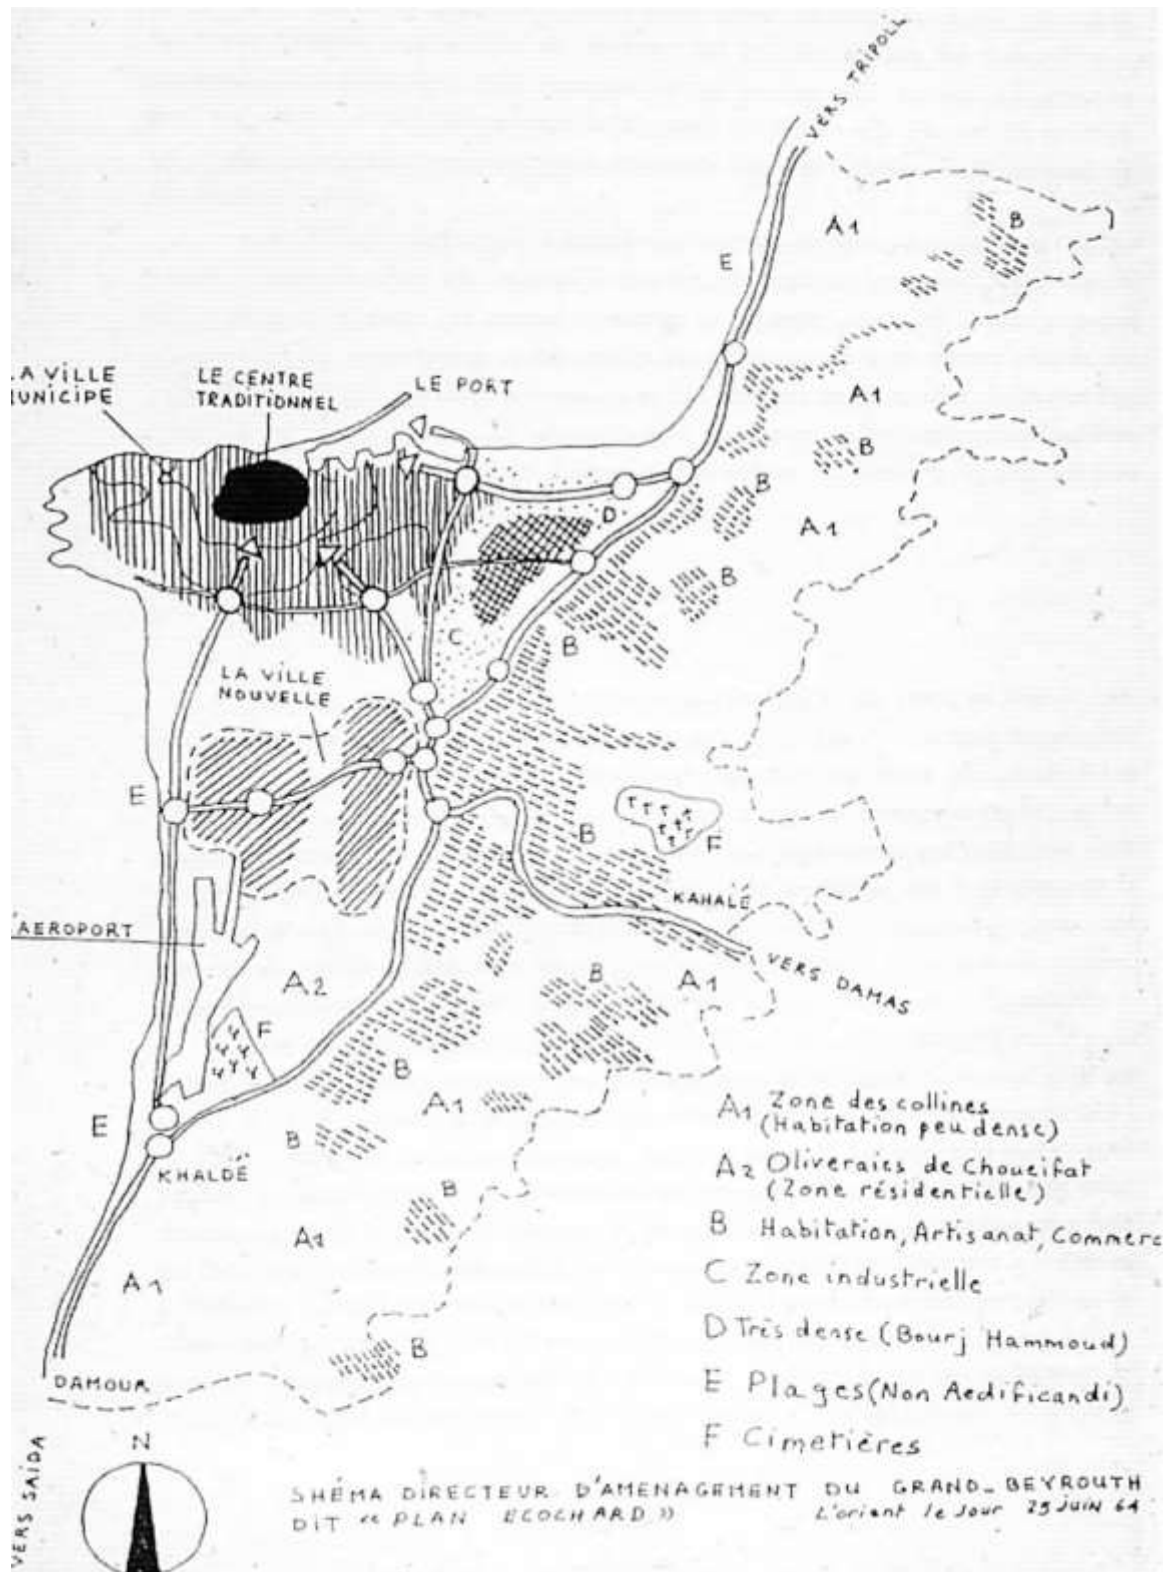 VERS TRIPOLI
A1
B
E
LA VILLE
MUNICIPE
LE CENTRE
TRADITIONNEL
LE PORT
A1
B
B
D
A1
B
C
B
LA VILLE
NOUVELLE
E
B
F
KAHALÉ
AEROPORT
VERS DAMAS
A2
B
A1
F
B
A1
E
B
KHALDÉ
B
A1
A1
B
DAMOUR
VERS SAIDA
N
A1 Zone des collines
(Habitation peu dense)
A2 Oliveraies de Choueifat
(Zone résidentielle)
B Habitation, Artisanat, Commerc
C Zone industrielle
D Très dense (Bourj Hammoud)
E Plages (Non Aedificandi)
F Cimetières
SHÉMA DIRECTEUR D'AMENAGEMENT DU GRAND_BEYROUTH
DIT "PLAN ECOCHARD"
L'orient le Jour 25 juin 64